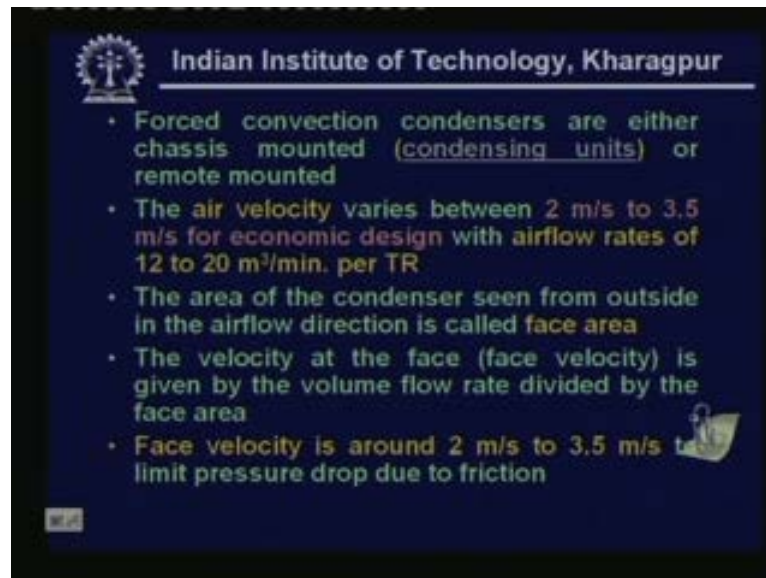 Indian Institute of Technology, Kharagpur
• Forced convection condensers are either
chassis mounted (condensing units) or
remote mounted
• The air velocity varies between 2 m/s to 3.5
m/s for economic design with airflow rates of
12 to 20 m³/min. per TR
• The area of the condenser seen from outside
in the airflow direction is called face area
• The velocity at the face (face velocity) is
given by the volume flow rate divided by the
face area
• Face velocity is around 2 m/s to 3.5 m/s
limit pressure drop due to friction